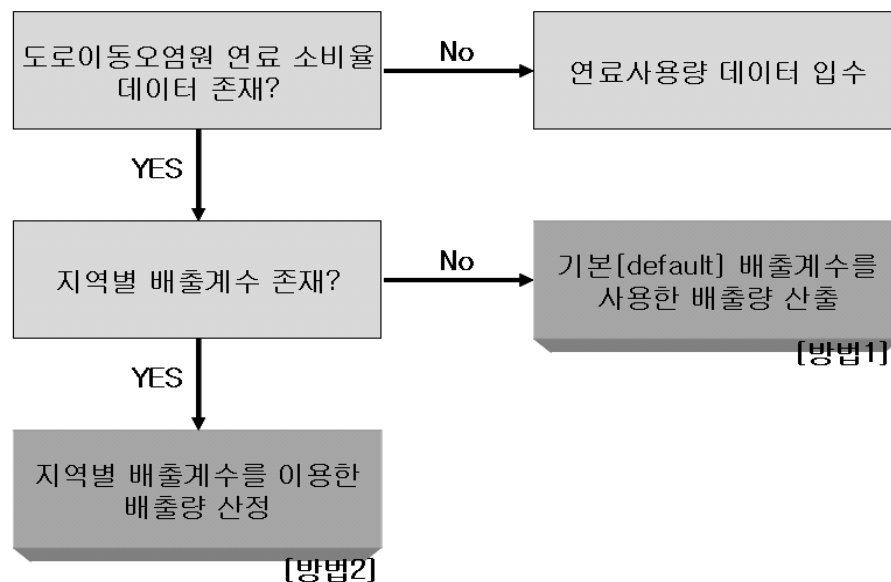 도로이동오염원 연료 소비율
데이터 존재?
No
연료사용량 데이터 입수
YES
지역별 배출계수 존재?
No
기본[default] 배출계수를
사용한 배출량 산출
[방법1]
YES
지역별 배출계수를 이용한
배출량 산정
[방법2]